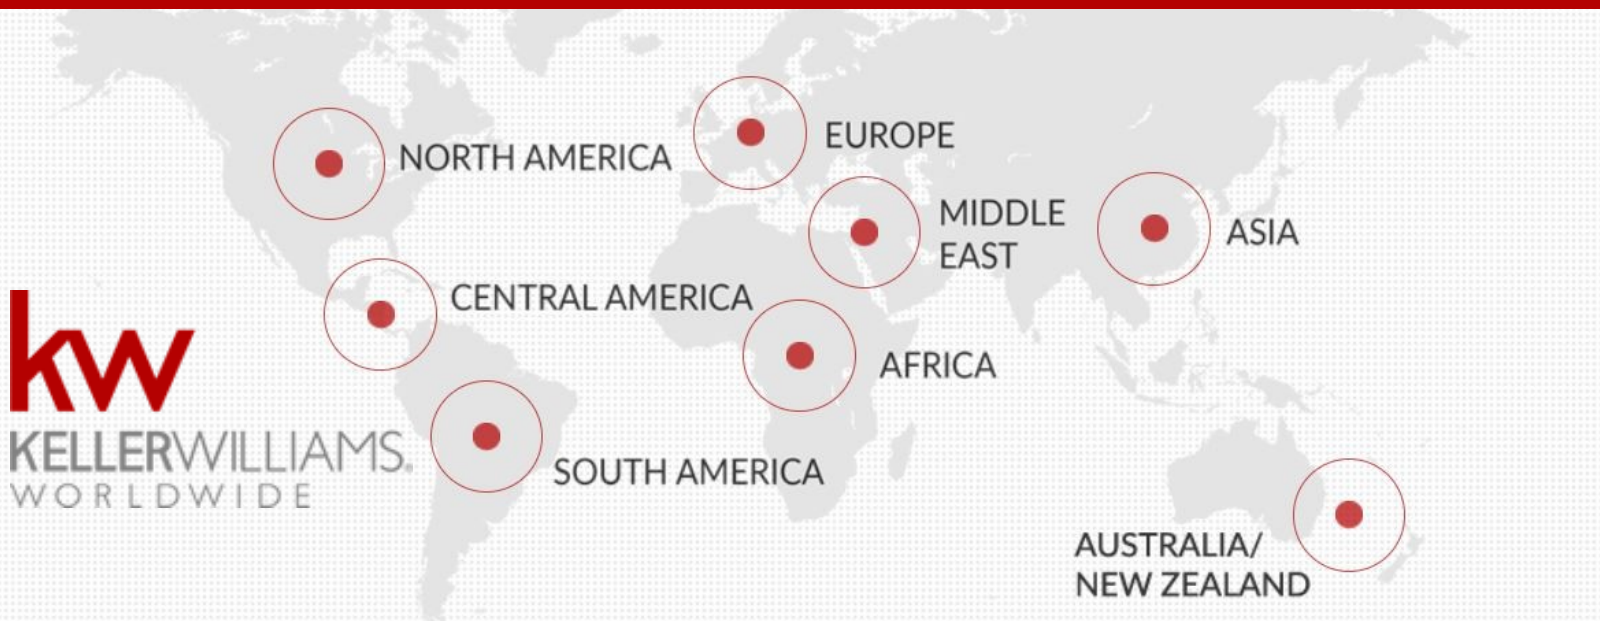 NORTH AMERICA
EUROPE
MIDDLE
EAST
ASIA
CENTRAL AMERICA
AFRICA
kw
KELLERWILLIAMS.
WORLDWIDE
SOUTH AMERICA
AUSTRALIA/
NEW ZEALAND